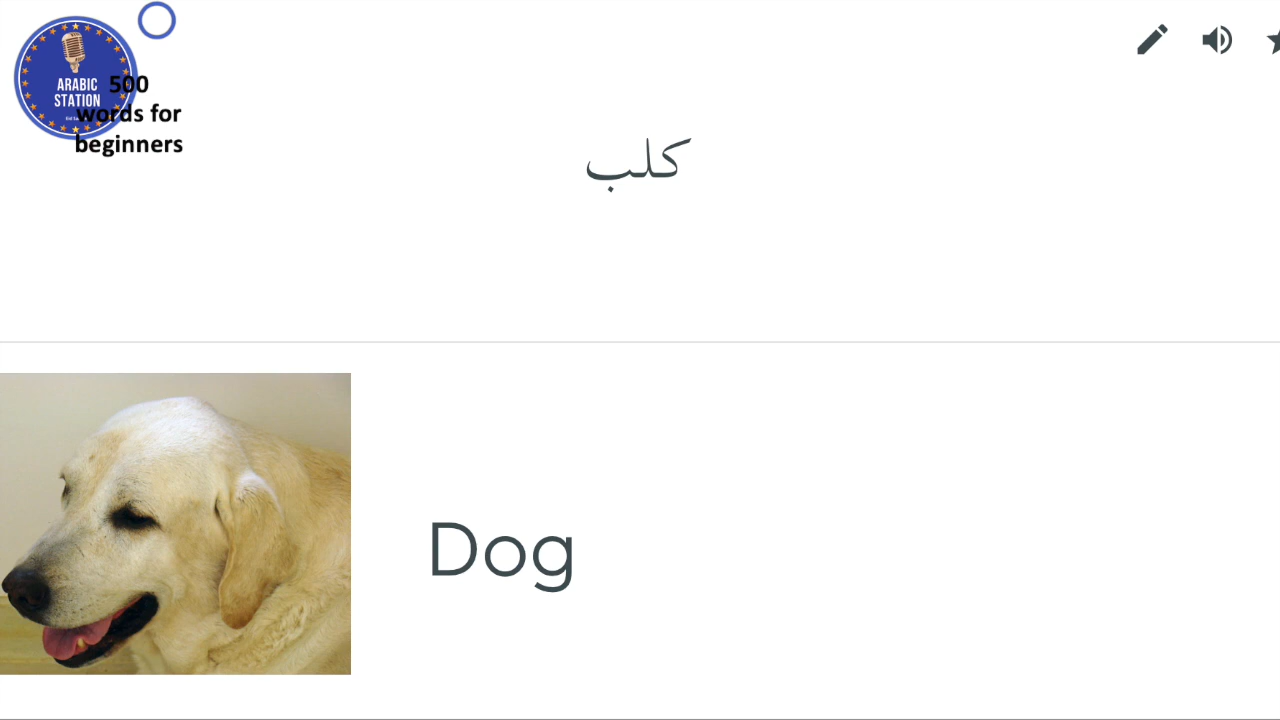 ARABIC
STATION
500
words for
beginners
كلب
Dog